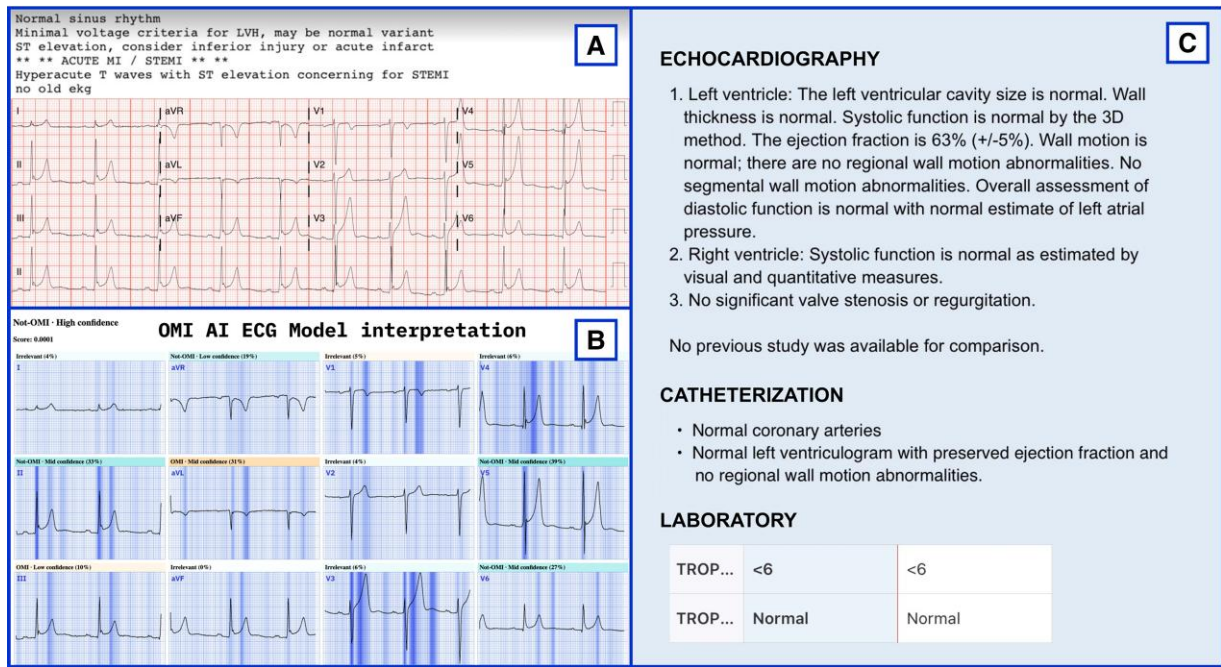 Normal sinus rhythm
Minimal voltage criteria for LVH, may be normal variant
ST elevation, consider inferior injury or acute infarct
** ** ACUTE MI / STEMI ** **
Hyperacute T waves with ST elevation concerning for STEMI
no old ekg
A
I aVR V1 V4
II aVL V2 V5
III aVF V3 V6
II
Not-OMI · High confidence
Score: 0.0001
OMI AI ECG Model interpretation
B
Irrelevant (4%)
I
Not-OMI · Low confidence (19%)
aVR
Irrelevant (5%)
V1
Irrelevant (6%)
V4
Not-OMI · Mid confidence (33%)
II
OMI · Mid confidence (31%)
aVL
Irrelevant (4%)
V2
Not-OMI · Mid confidence (39%)
V5
OMI · Low confidence (10%)
III
Irrelevant (0%)
aVF
Irrelevant (6%)
V3
Not-OMI · Mid confidence (27%)
V6
C
ECHOCARDIOGRAPHY
1. Left ventricle: The left ventricular cavity size is normal. Wall
thickness is normal. Systolic function is normal by the 3D
method. The ejection fraction is 63% (+/-5%). Wall motion is
normal; there are no regional wall motion abnormalities. No
segmental wall motion abnormalities. Overall assessment of
diastolic function is normal with normal estimate of left atrial
pressure.
2. Right ventricle: Systolic function is normal as estimated by
visual and quantitative measures.
3. No significant valve stenosis or regurgitation.
No previous study was available for comparison.
CATHETERIZATION
• Normal coronary arteries
• Normal left ventriculogram with preserved ejection fraction and
no regional wall motion abnormalities.
LABORATORY
TROP... <6 <6
TROP... Normal Normal